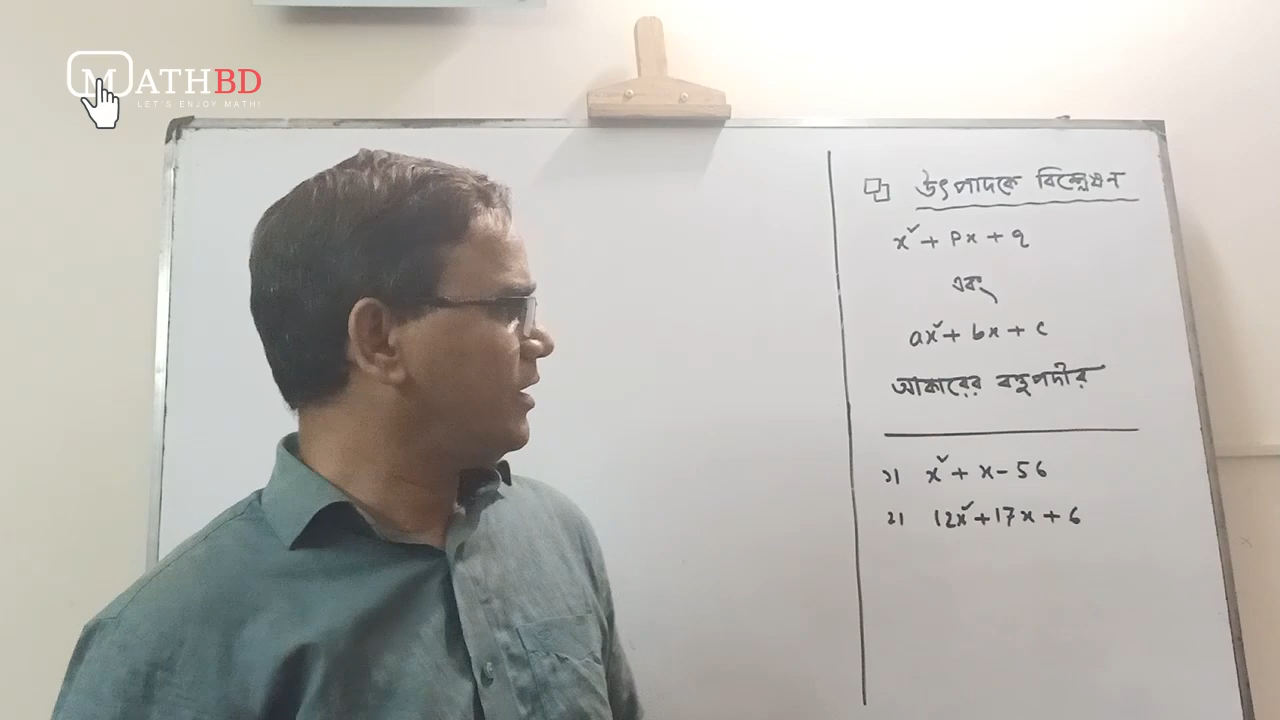 MATHBD
LET'S ENJOY MATH!
উৎপাদকে বিশ্লেষন
x² + px + q
এবং
ax² + bx + c
আকারের বহুপদীর
১। x² + x - 56
২। 12x² + 17x + 6